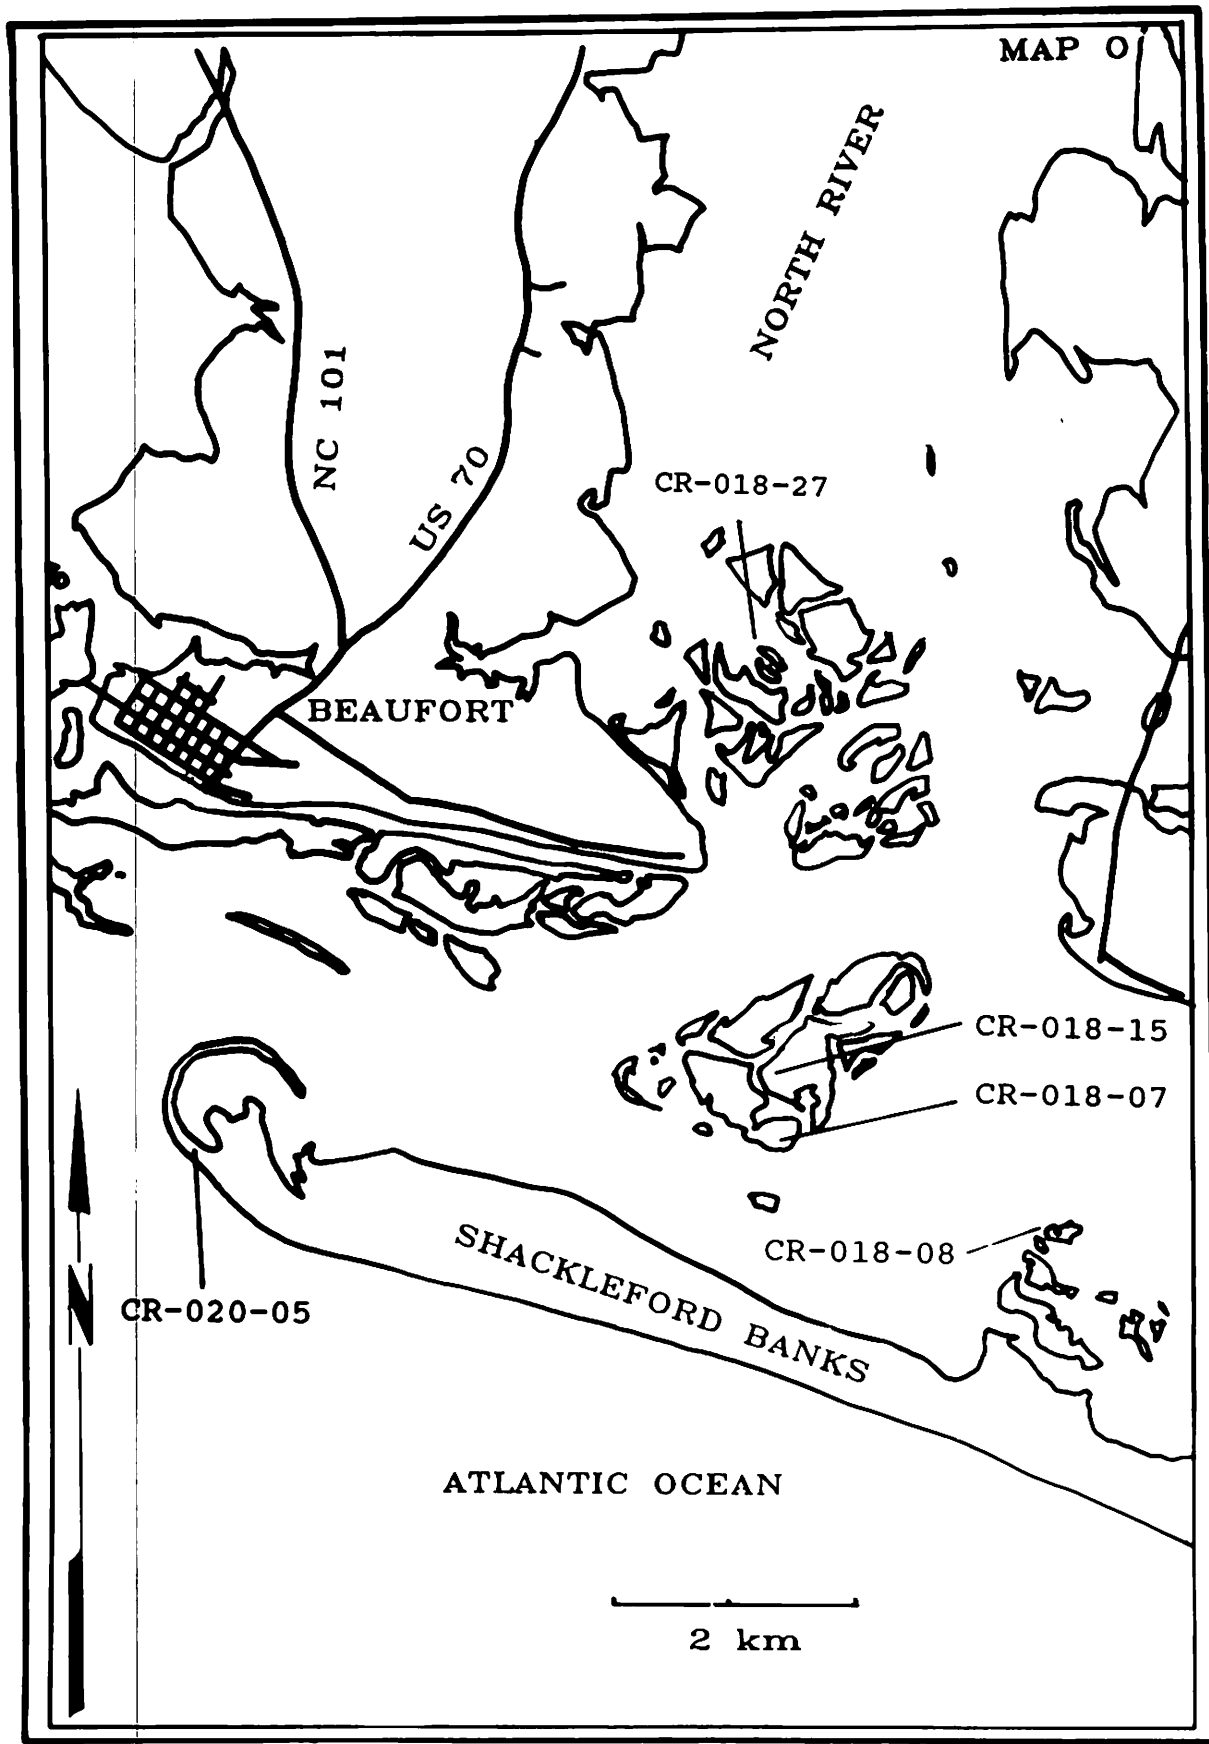 MAP O
NORTH RIVER
NC 101
US 70
CR-018-27
BEAUFORT
CR-018-15
CR-018-07
SHACKLEFORD BANKS
CR-018-08
N
CR-020-05
ATLANTIC OCEAN
2 km